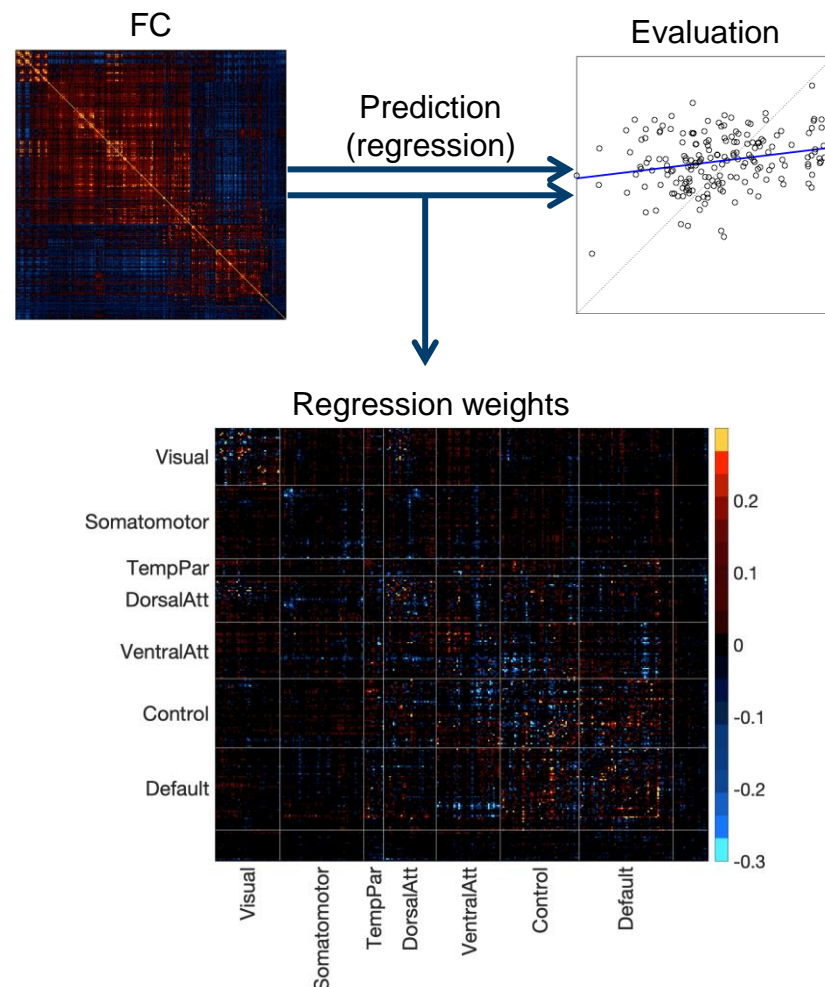 FC
Evaluation
Prediction
(regression)
Regression weights
Visual
Somatomotor
TempPar
DorsalAtt
VentralAtt
Control
Default
0.2
0.1
0
-0.1
-0.2
-0.3
Visual
Somatomotor
TempPar
DorsalAtt
VentralAtt
Control
Default